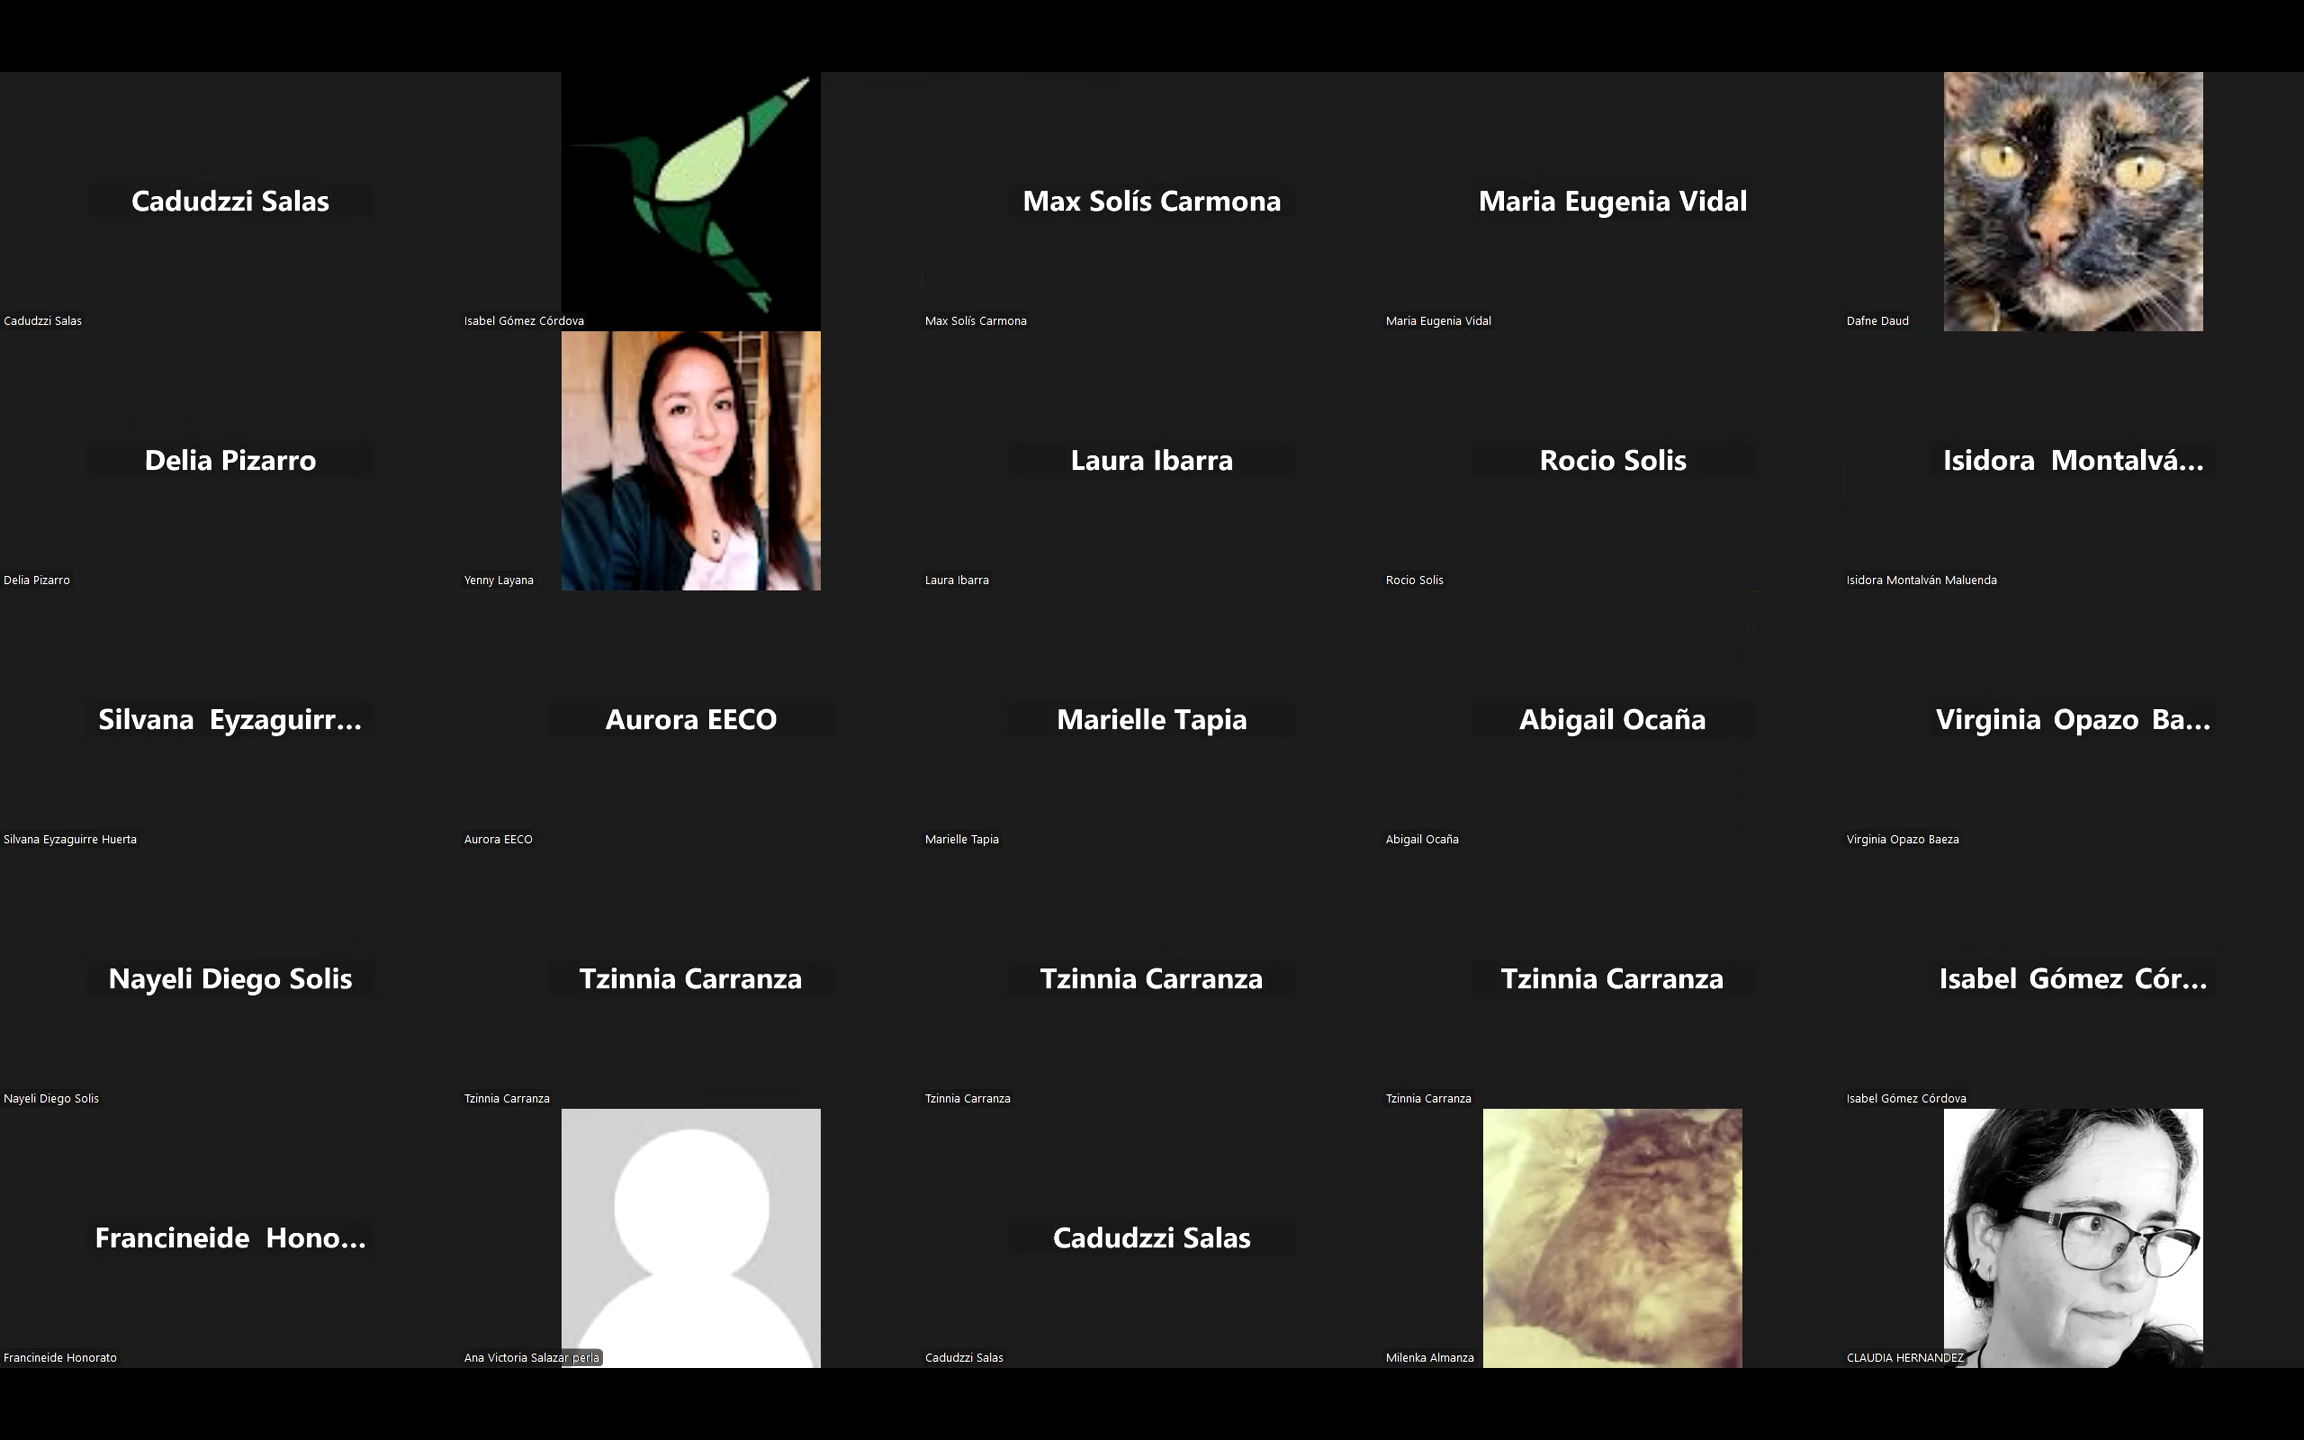 Cadudzzi Salas
Max Solís Carmona
Maria Eugenia Vidal
Cadudzzi Salas
Isabel Gómez Córdova
Max Solís Carmona
Maria Eugenia Vidal
Dafne Daud
Delia Pizarro
Laura Ibarra
Rocio Solis
Isidora Montalvá...
Delia Pizarro
Yenny Layana
Laura Ibarra
Rocio Solis
Isidora Montalván Maluenda
Silvana Eyzaguirr...
Aurora EECO
Marielle Tapia
Abigail Ocaña
Virginia Opazo Ba...
Silvana Eyzaguirre Huerta
Aurora EECO
Marielle Tapia
Abigail Ocaña
Virginia Opazo Baeza
Nayeli Diego Solis
Tzinnia Carranza
Tzinnia Carranza
Tzinnia Carranza
Isabel Gómez Cór...
Nayeli Diego Solis
Tzinnia Carranza
Tzinnia Carranza
Tzinnia Carranza
Isabel Gómez Córdova
Francineide Hono...
Cadudzzi Salas
Francineide Honorato
Ana Victoria Salazar perla
Cadudzzi Salas
Milenka Almanza
CLAUDIA HERNANDEZ